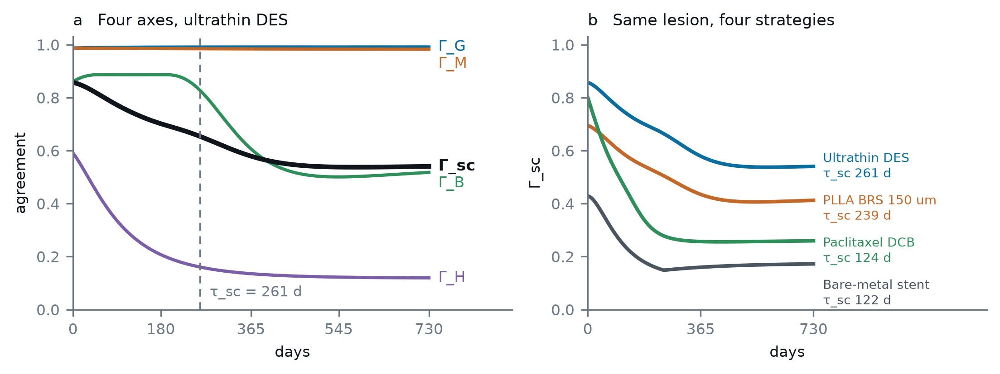 a Four axes, ultrathin DES
agreement
1.0
0.8
0.6
0.4
0.2
0.0
0
180
365
545
730
days
Γ_G
Γ_M
Γ_sc
Γ_B
Γ_H
τ_sc = 261 d
b Same lesion, four strategies
Γ_sc
1.0
0.8
0.6
0.4
0.2
0.0
0
365
730
days
Ultrathin DES
τ_sc 261 d
PLLA BRS 150 um
τ_sc 239 d
Paclitaxel DCB
τ_sc 124 d
Bare-metal stent
τ_sc 122 d